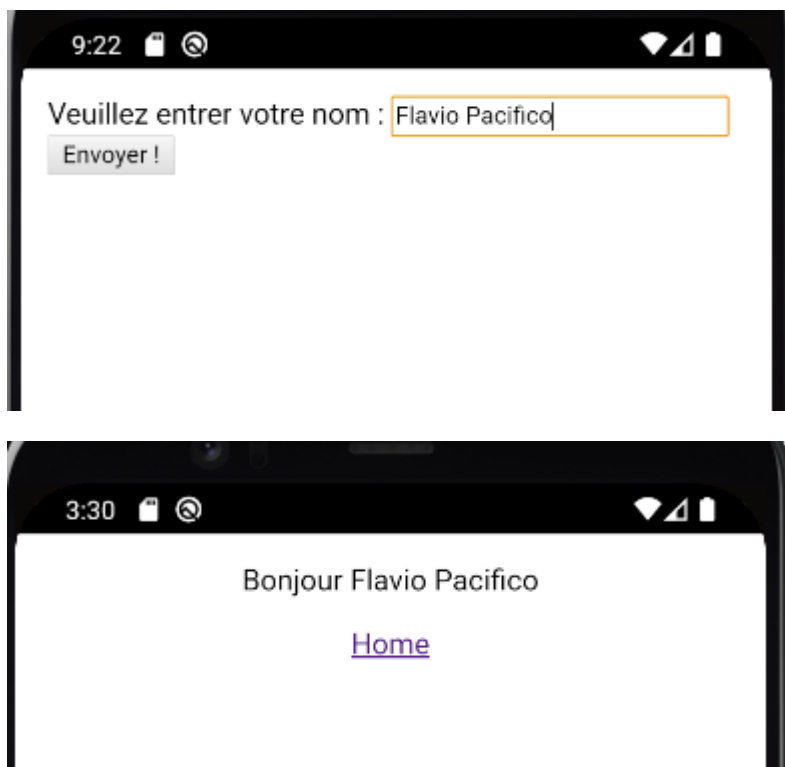 9:22
Veuillez entrer votre nom : Flavio Pacifico
Envoyer !
3:30
Bonjour Flavio Pacifico
Home